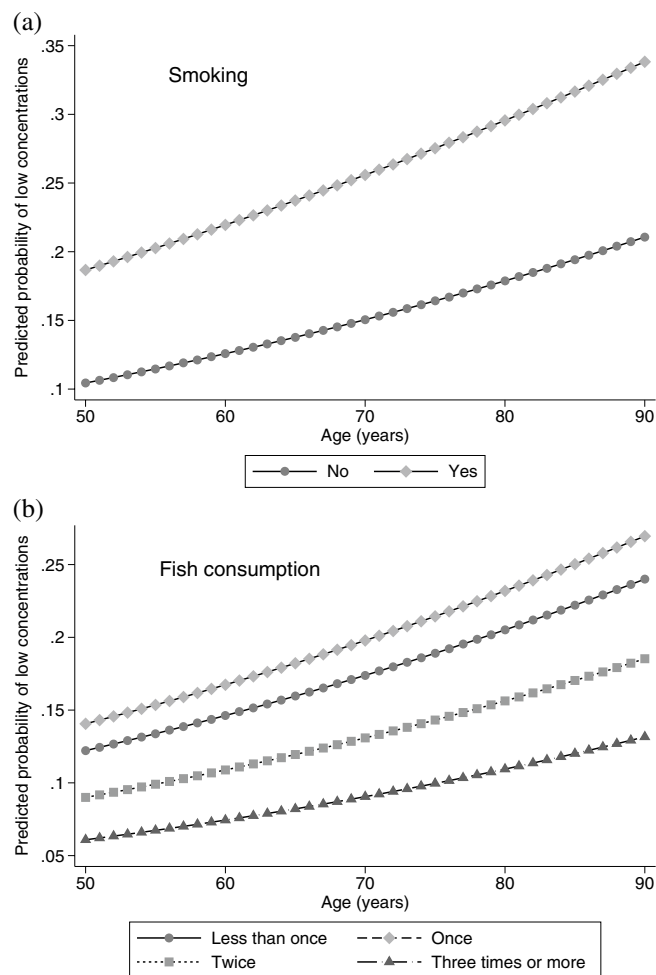 (a)
.35
.3
.25
.2
.15
.1
Predicted probability of low concentrations
Smoking
50 60 70 80 90
Age (years)
No Yes
(b)
.25
.2
.15
.1
.05
Predicted probability of low concentrations
Fish consumption
50 60 70 80 90
Age (years)
Less than once Once
Twice Three times or more